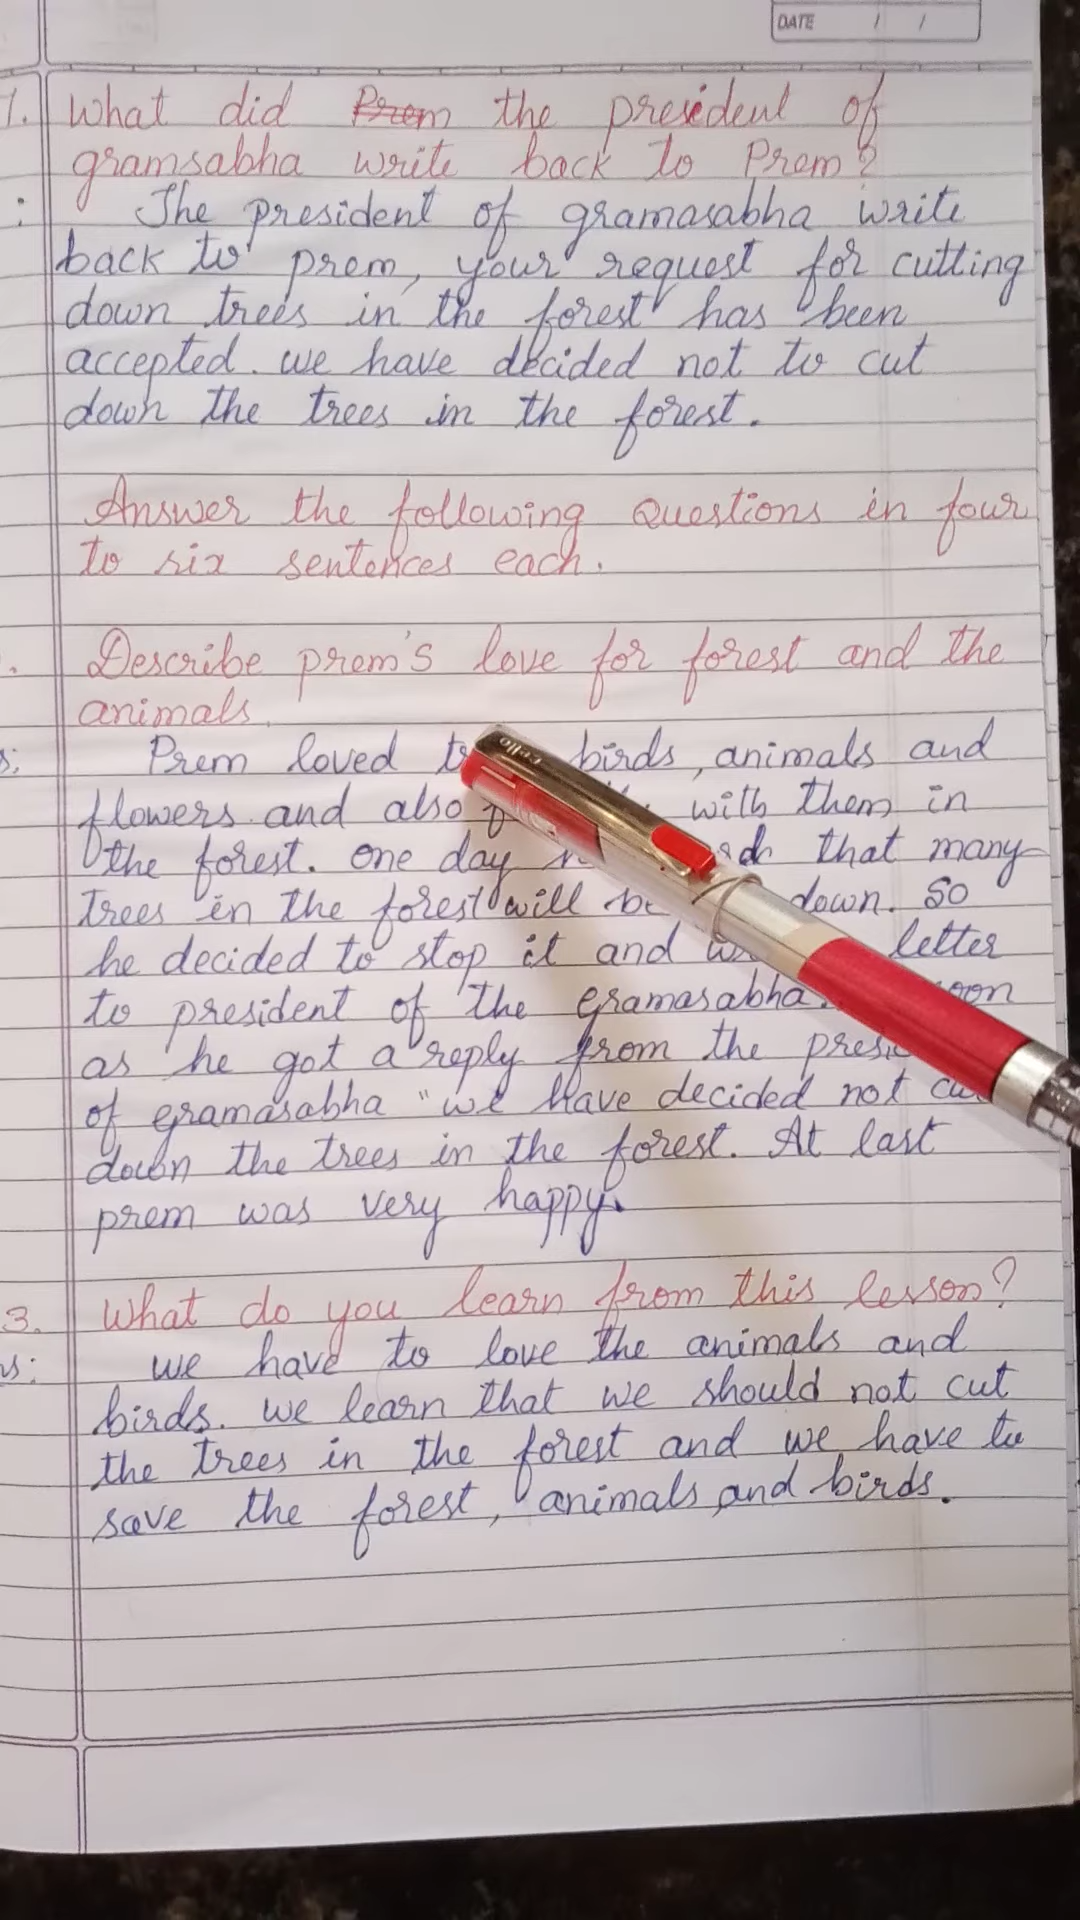 DATE / /
1. What did Prem the president of
gramsabha write back to Prem?
: The president of gramasabha write
back to prem, your request for cutting
down trees in the forest has been
accepted. we have decided not to cut
down the trees in the forest.
Answer the following Questions in four
to six sentences each.
. Describe prem's love for forest and the
animals.
s: Prem loved birds, animals and
flowers and also with them in
the forest. one day that many
trees in the forest will down. So
he decided to stop it and letter
to president of the gramasabha.
as he got a reply from the
of gramasabha "we have decided not
down the trees in the forest. At last
prem was very happy.
3. What do you learn from this lesson?
ns: we have to love the animals and
birds. we learn that we should not cut
the trees in the forest and we have to
save the forest, animals, and birds.
cello